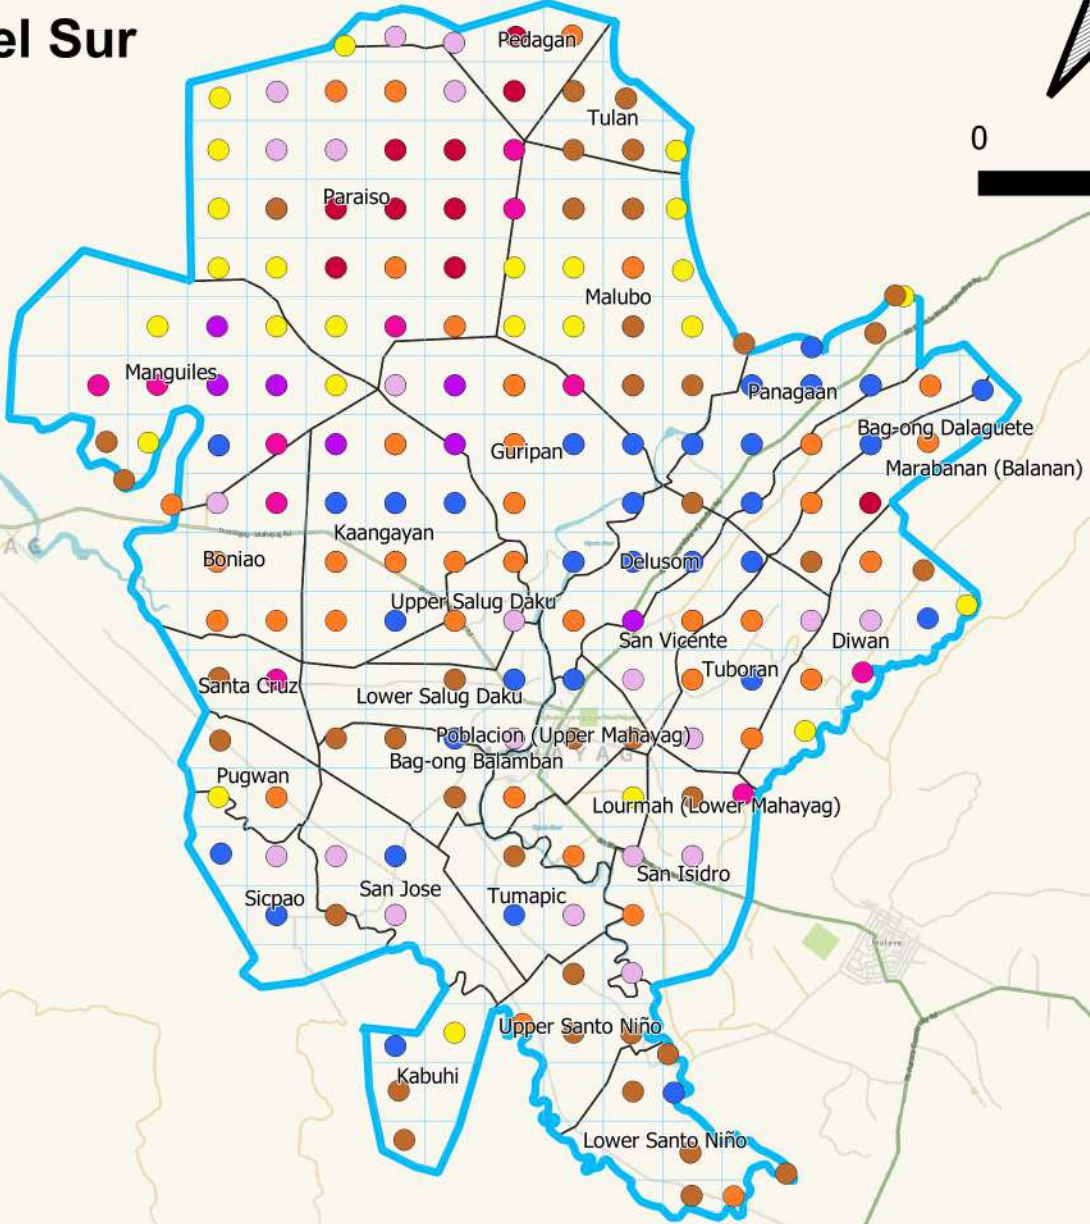 el Sur
0
Pedagan
Tulan
Paraiso
Malubo
Manguiles
Panagaan
Bag-ong Dalaguete
Guripan
Marabanan (Balanan)
Kaangayan
A G
Boniao
Delusom
Upper Salug Daku
San Vicente
Diwan
Tuboran
Santa Cruz
Lower Salug Daku
Poblacion (Upper Mahayag)
Bag-ong Balamban
Pugwan
Lourmah (Lower Mahayag)
San Isidro
San Jose
Tumapic
Sicpao
Upper Santo Niño
Kabuhi
Lower Santo Niño